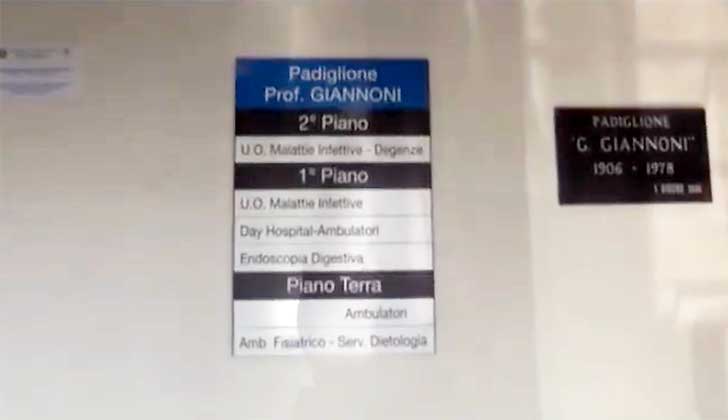 Padiglione
Prof. GIANNONI
2° Piano
U.O. Malattie Infettive - Degenze
1° Piano
U.O. Malattie Infettive
Day Hospital-Ambulatori
Endoscopia Digestiva
Piano Terra
Ambulatori
Amb Fisiatrico - Serv. Dietologia
PADIGLIONE
"G. GIANNONI"
1906 - 1978